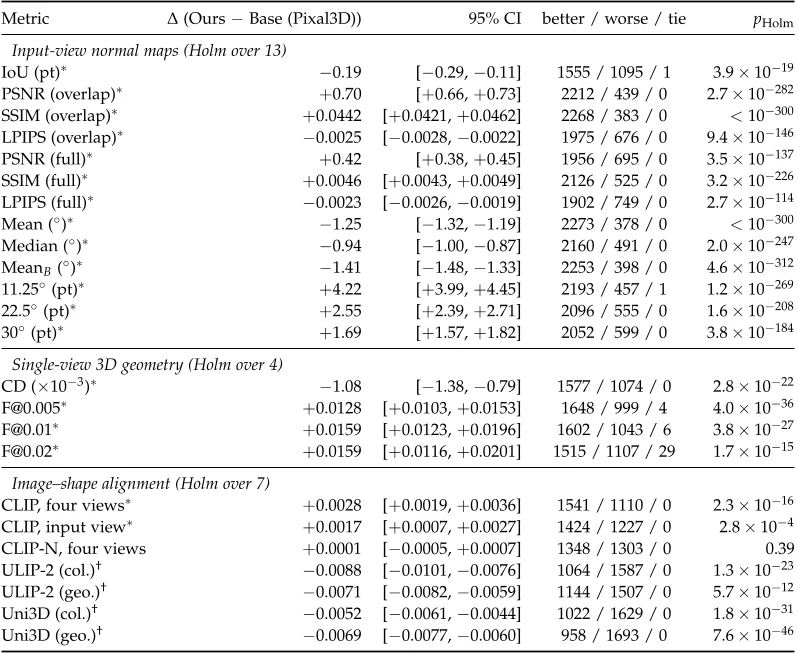 Metric Δ (Ours − Base (Pixal3D)) 95% CI better / worse / tie pHolm
Input-view normal maps (Holm over 13)
IoU (pt)* −0.19 [−0.29, −0.11] 1555 / 1095 / 1 3.9 × 10−19
PSNR (overlap)* +0.70 [+0.66, +0.73] 2212 / 439 / 0 2.7 × 10−282
SSIM (overlap)* +0.0442 [+0.0421, +0.0462] 2268 / 383 / 0 < 10−300
LPIPS (overlap)* −0.0025 [−0.0028, −0.0022] 1975 / 676 / 0 9.4 × 10−146
PSNR (full)* +0.42 [+0.38, +0.45] 1956 / 695 / 0 3.5 × 10−137
SSIM (full)* +0.0046 [+0.0043, +0.0049] 2126 / 525 / 0 3.2 × 10−226
LPIPS (full)* −0.0023 [−0.0026, −0.0019] 1902 / 749 / 0 2.7 × 10−114
Mean (°)* −1.25 [−1.32, −1.19] 2273 / 378 / 0 < 10−300
Median (°)* −0.94 [−1.00, −0.87] 2160 / 491 / 0 2.0 × 10−247
MeanB (°)* −1.41 [−1.48, −1.33] 2253 / 398 / 0 4.6 × 10−312
11.25° (pt)* +4.22 [+3.99, +4.45] 2193 / 457 / 1 1.2 × 10−269
22.5° (pt)* +2.55 [+2.39, +2.71] 2096 / 555 / 0 1.6 × 10−208
30° (pt)* +1.69 [+1.57, +1.82] 2052 / 599 / 0 3.8 × 10−184
Single-view 3D geometry (Holm over 4)
CD (×10−3)* −1.08 [−1.38, −0.79] 1577 / 1074 / 0 2.8 × 10−22
F@0.005* +0.0128 [+0.0103, +0.0153] 1648 / 999 / 4 4.0 × 10−36
F@0.01* +0.0159 [+0.0123, +0.0196] 1602 / 1043 / 6 3.8 × 10−27
F@0.02* +0.0159 [+0.0116, +0.0201] 1515 / 1107 / 29 1.7 × 10−15
Image–shape alignment (Holm over 7)
CLIP, four views* +0.0028 [+0.0019, +0.0036] 1541 / 1110 / 0 2.3 × 10−16
CLIP, input view* +0.0017 [+0.0007, +0.0027] 1424 / 1227 / 0 2.8 × 10−4
CLIP-N, four views +0.0001 [−0.0005, +0.0007] 1348 / 1303 / 0 0.39
ULIP-2 (col.)† −0.0088 [−0.0101, −0.0076] 1064 / 1587 / 0 1.3 × 10−23
ULIP-2 (geo.)† −0.0071 [−0.0082, −0.0059] 1144 / 1507 / 0 5.7 × 10−12
Uni3D (col.)† −0.0052 [−0.0061, −0.0044] 1022 / 1629 / 0 1.8 × 10−31
Uni3D (geo.)† −0.0069 [−0.0077, −0.0060] 958 / 1693 / 0 7.6 × 10−46